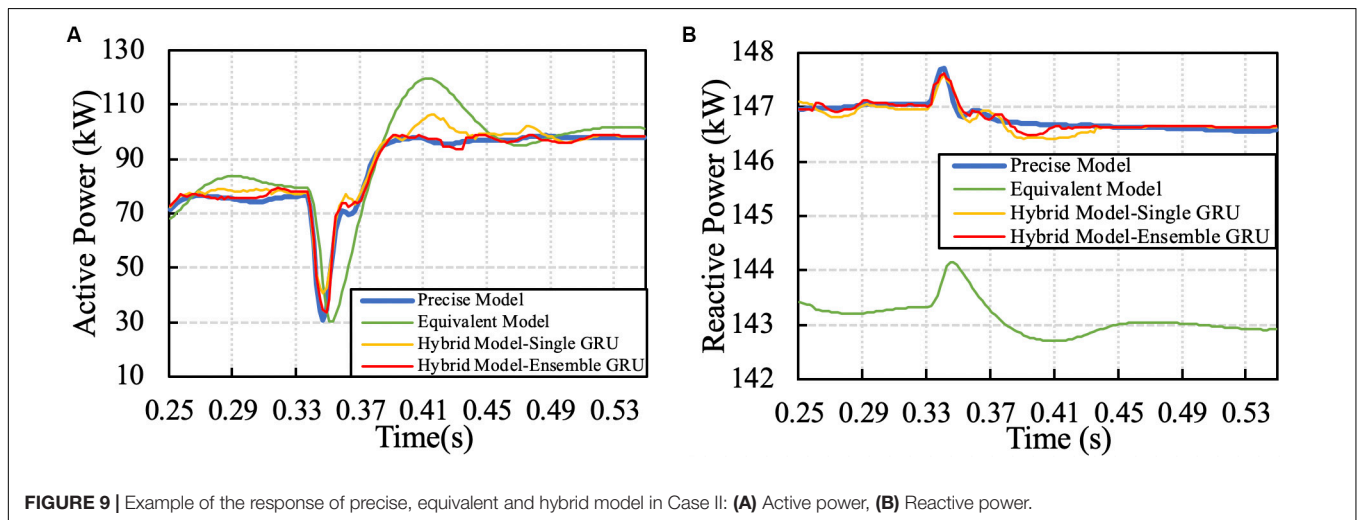 A
130
110
90
70
50
30
10
Active Power (kW)
Precise Model
Equivalent Model
Hybrid Model-Single GRU
Hybrid Model-Ensemble GRU
0.25 0.29 0.33 0.37 0.41 0.45 0.49 0.53
Time(s)
B
148
147
146
145
144
143
142
Reactive Power (kW)
Precise Model
Equivalent Model
Hybrid Model-Single GRU
Hybrid Model-Ensemble GRU
0.25 0.29 0.33 0.37 0.41 0.45 0.49 0.53
Time (s)
FIGURE 9 | Example of the response of precise, equivalent and hybrid model in Case II: (A) Active power, (B) Reactive power.